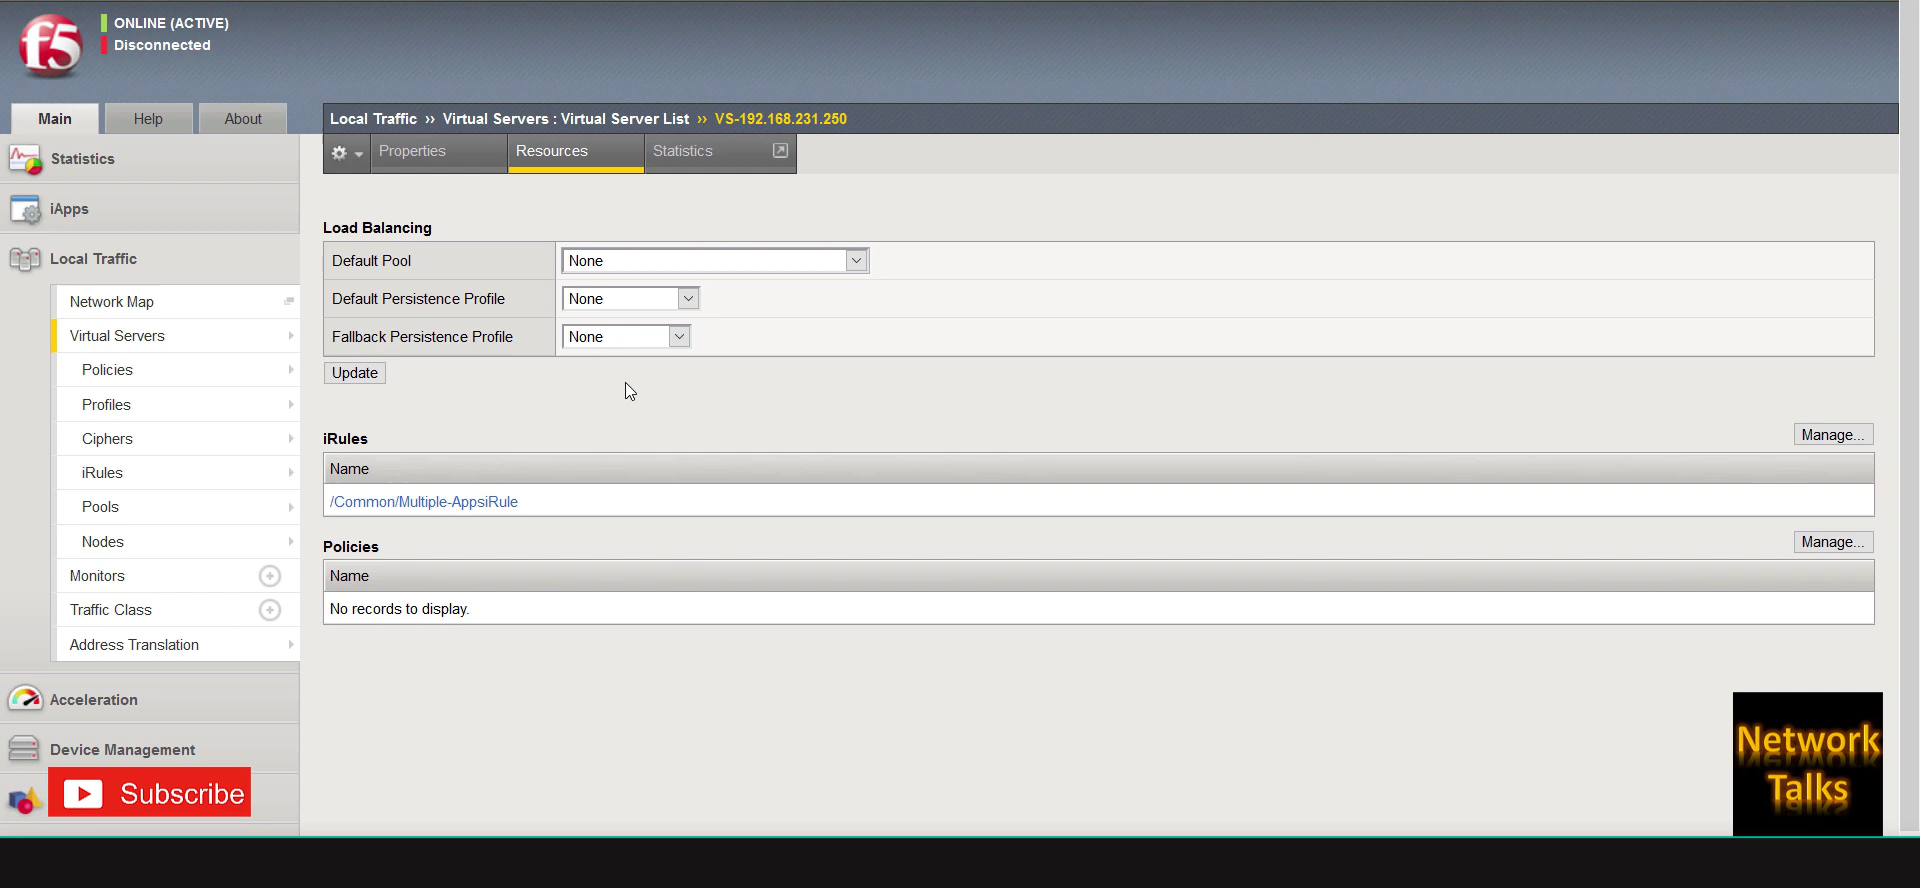 f5
ONLINE (ACTIVE)
Disconnected
Main
Help
About
Local Traffic ›› Virtual Servers : Virtual Server List ›› VS-192.168.231.250
Properties
Resources
Statistics
Statistics
iApps
Local Traffic
Network Map
Virtual Servers
Policies
Profiles
Ciphers
iRules
Pools
Nodes
Monitors
Traffic Class
Address Translation
Acceleration
Device Management
Subscribe
Load Balancing
Default Pool
None
Default Persistence Profile
None
Fallback Persistence Profile
None
Update
iRules
Manage...
Name
/Common/Multiple-AppsiRule
Policies
Manage...
Name
No records to display.
Network
Talks